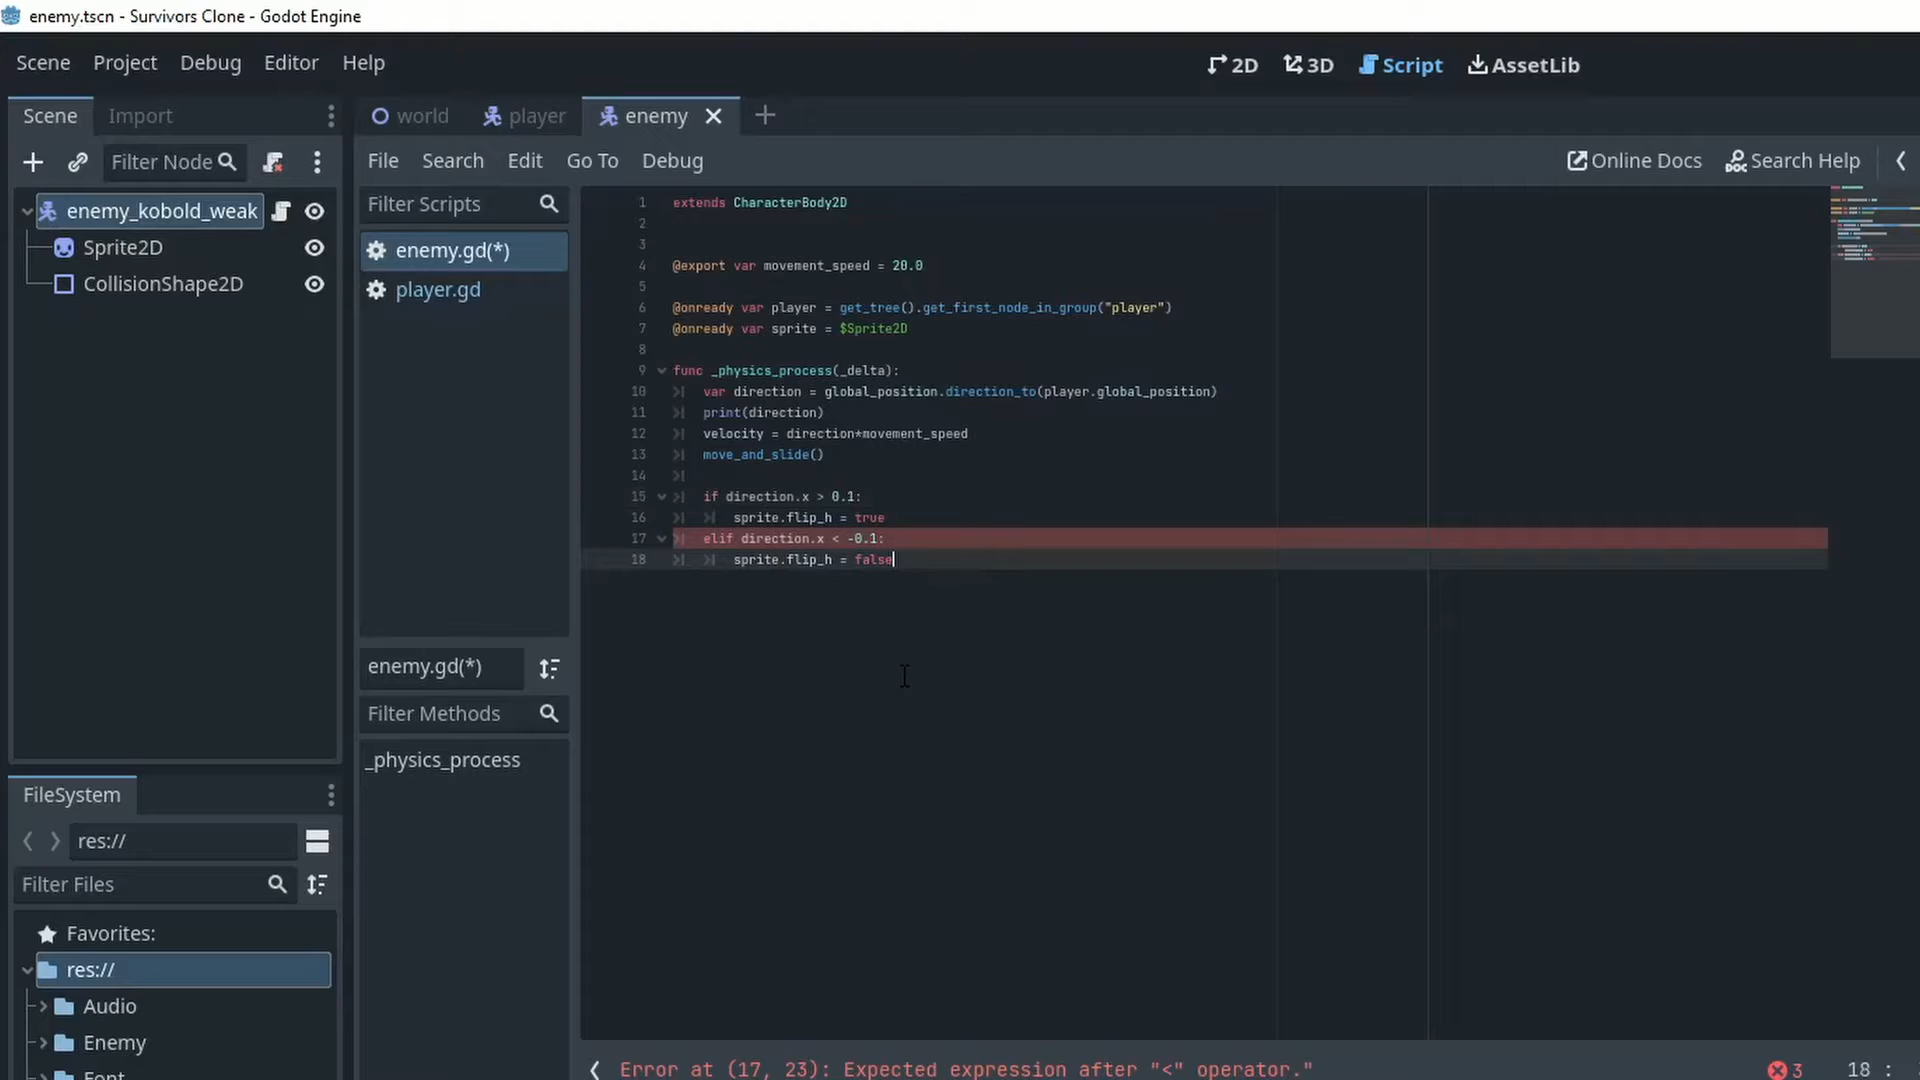 enemy.tscn - Survivors Clone - Godot Engine
Scene Project Debug Editor Help
2D 3D Script AssetLib
Scene Import
world player enemy
Filter Node
File Search Edit Go To Debug
Online Docs Search Help
enemy_kobold_weak
Sprite2D
CollisionShape2D
Filter Scripts
enemy.gd(*)
player.gd
enemy.gd(*)
Filter Methods
_physics_process
1 extends CharacterBody2D
2
3
4 @export var movement_speed = 20.0
5
6 @onready var player = get_tree().get_first_node_in_group("player")
7 @onready var sprite = $Sprite2D
8
9 func _physics_process(_delta):
10 var direction = global_position.direction_to(player.global_position)
11 print(direction)
12 velocity = direction*movement_speed
13 move_and_slide()
14
15 if direction.x > 0.1:
16 sprite.flip_h = true
17 elif direction.x < -0.1:
18 sprite.flip_h = false
FileSystem
res://
Filter Files
Favorites:
res://
Audio
Enemy
Font
Error at (17, 23): Expected expression after "<" operator."
3 18 :